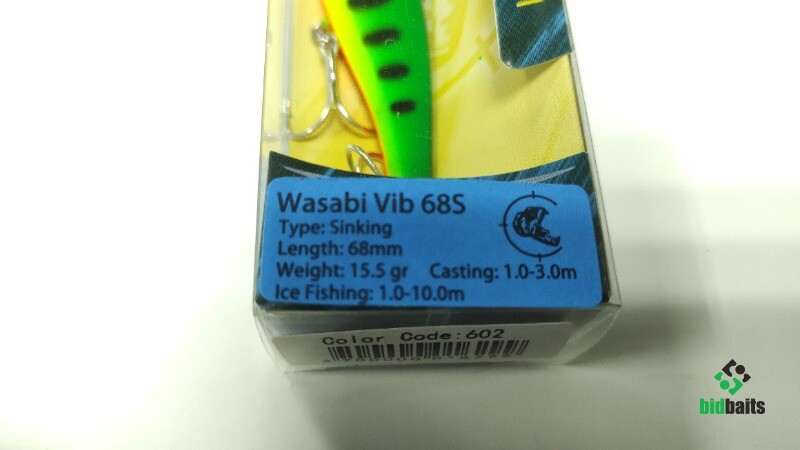 Wasabi Vib 68S
Type: Sinking
Length: 68mm
Weight: 15.5 gr Casting: 1.0-3.0m
Ice Fishing: 1.0-10.0m
Color Code:602
bidbaits